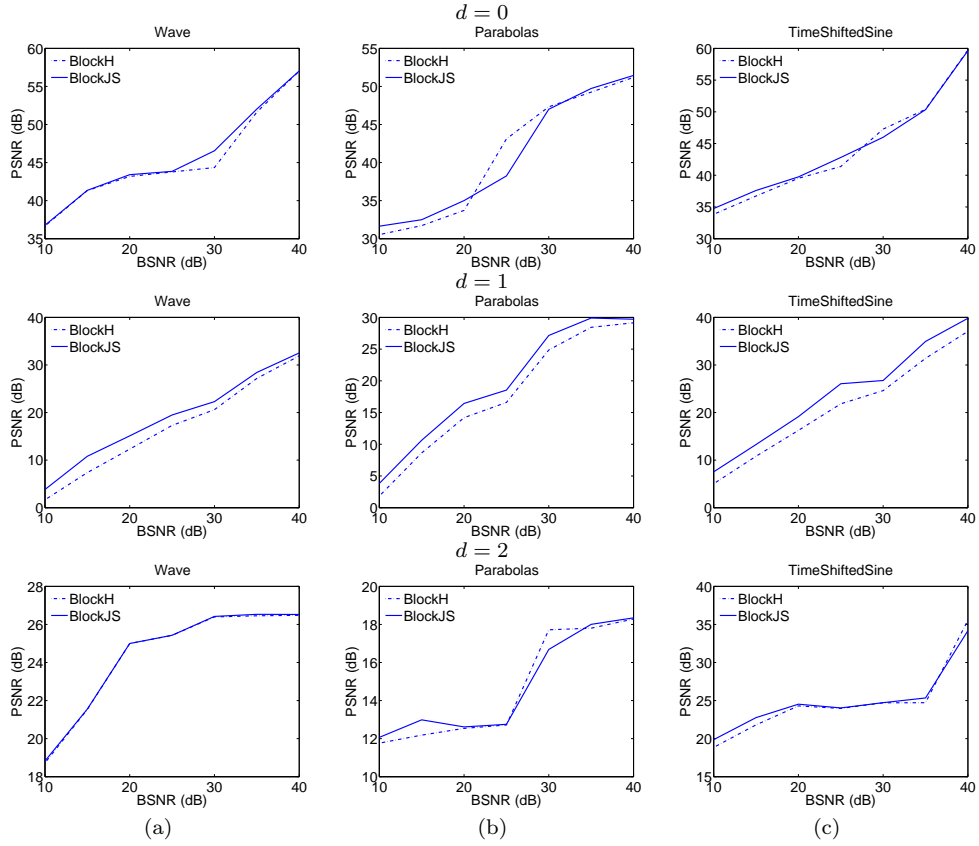 d = 0
Wave
60
55
50
45
40
35
PSNR (dB)
BlockH
BlockJS
10
20
30
40
BSNR (dB)
Parabolas
55
50
45
40
35
30
PSNR (dB)
BlockH
BlockJS
10
20
30
40
BSNR (dB)
TimeShiftedSine
60
55
50
45
40
35
30
PSNR (dB)
BlockH
BlockJS
10
20
30
40
BSNR (dB)
d = 1
Wave
40
30
20
10
0
PSNR (dB)
BlockH
BlockJS
10
20
30
40
BSNR (dB)
Parabolas
30
25
20
15
10
5
0
PSNR (dB)
BlockH
BlockJS
10
20
30
40
BSNR (dB)
TimeShiftedSine
40
30
20
10
0
PSNR (dB)
BlockH
BlockJS
10
20
30
40
BSNR (dB)
d = 2
Wave
28
26
24
22
20
18
PSNR (dB)
BlockH
BlockJS
10
20
30
40
BSNR (dB)
Parabolas
20
18
16
14
12
10
PSNR (dB)
BlockH
BlockJS
10
20
30
40
BSNR (dB)
TimeShiftedSine
40
35
30
25
20
15
PSNR (dB)
BlockH
BlockJS
10
20
30
40
BSNR (dB)
(a)
(b)
(c)